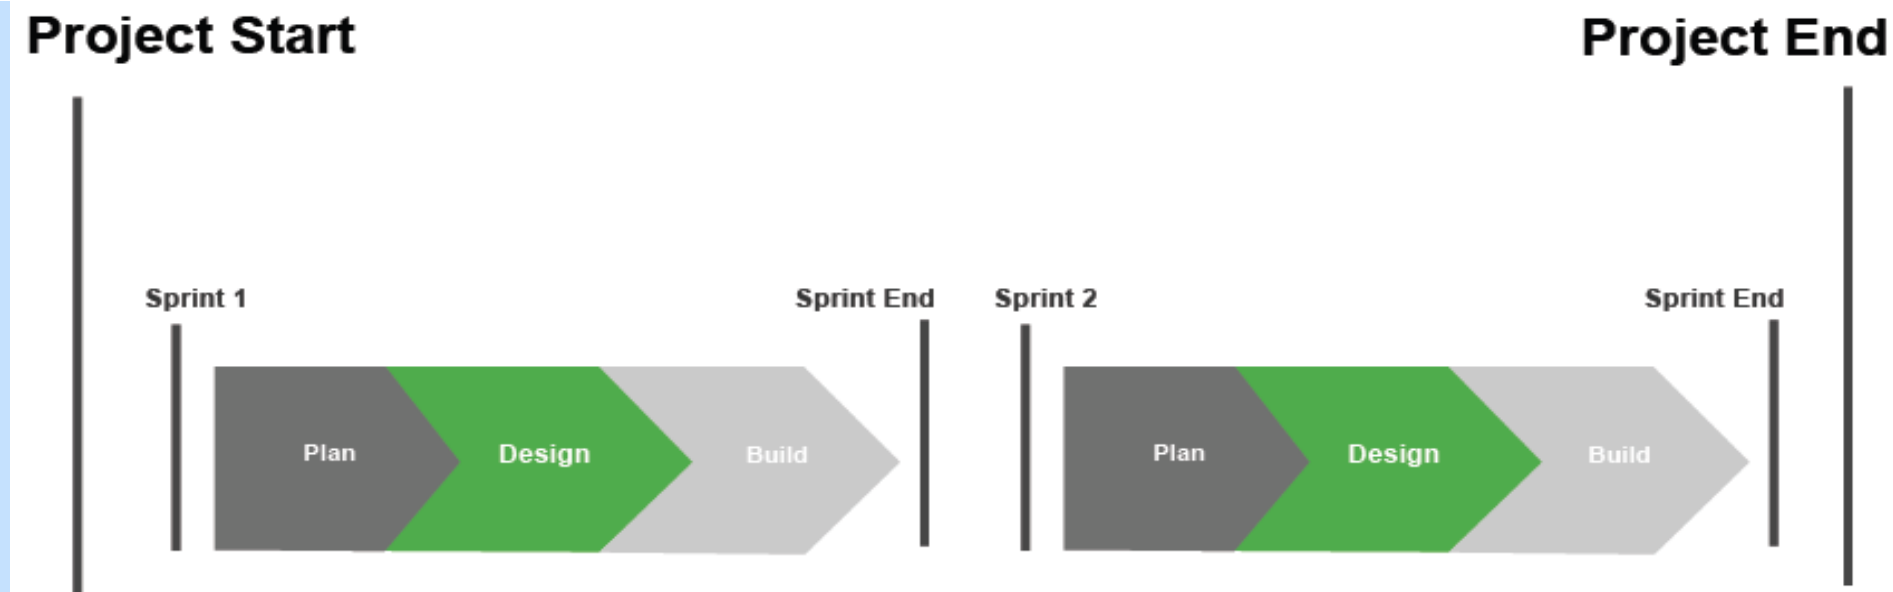 Project Start
Project End
Sprint 1
Sprint End
Sprint 2
Sprint End
Plan
Design
Build
Plan
Design
Build